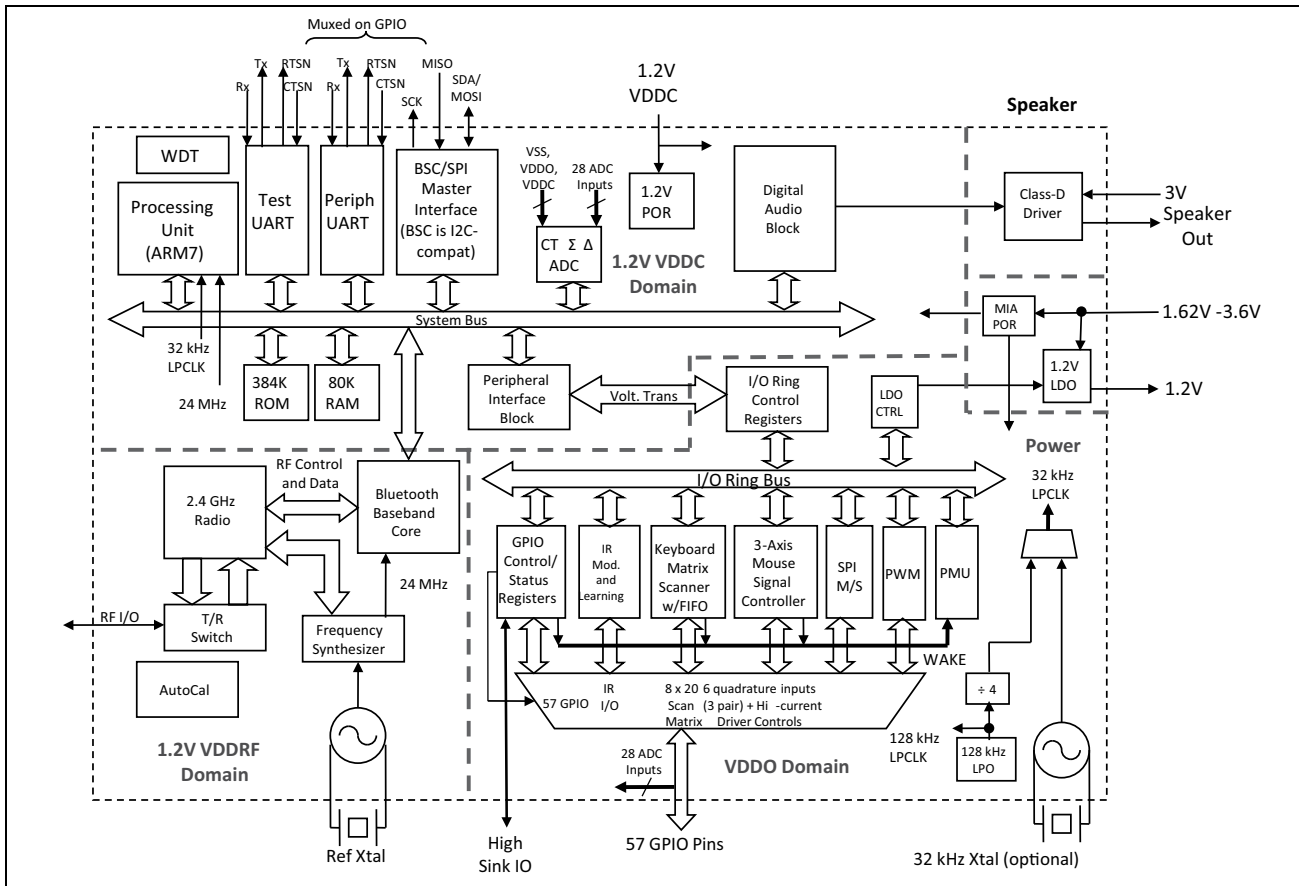 Muxed on GPIO
Tx
RTSN
Tx
RTSN
MISO
Rx
CTSN
Rx
CTSN
SCK
SDA/
MOSI
1.2V
VDDC
Speaker
WDT
Processing
Unit
(ARM7)
Test
UART
Periph
UART
BSC/SPI
Master
Interface
(BSC is I2C-
compat)
VSS,
VDDO,
VDDC
28 ADC
Inputs
CT Σ Δ
ADC
1.2V
POR
1.2V VDDC
Domain
Digital
Audio
Block
Class-D
Driver
3V
Speaker
Out
System Bus
MIA
POR
1.62V -3.6V
1.2V
LDO
1.2V
32 kHz
LPCLK
24 MHz
384K
ROM
80K
RAM
Peripheral
Interface
Block
Volt. Trans
I/O Ring
Control
Registers
LDO
CTRL
Power
RF Control
and Data
2.4 GHz
Radio
Bluetooth
Baseband
Core
I/O Ring Bus
32 kHz
LPCLK
GPIO
Control/
Status
Registers
IR
Mod.
and
Learning
Keyboard
Matrix
Scanner
w/FIFO
3-Axis
Mouse
Signal
Controller
SPI
M/S
PWM
PMU
24 MHz
RF I/O
T/R
Switch
Frequency
Synthesizer
AutoCal
WAKE
57 GPIO
IR
I/O
8 x 20 6 quadrature inputs
Scan (3 pair) + Hi -current
Matrix Driver Controls
÷ 4
128 kHz
LPCLK
128 kHz
LPO
1.2V VDDRF
Domain
28 ADC
Inputs
VDDO Domain
Ref Xtal
High
Sink IO
57 GPIO Pins
32 kHz Xtal (optional)